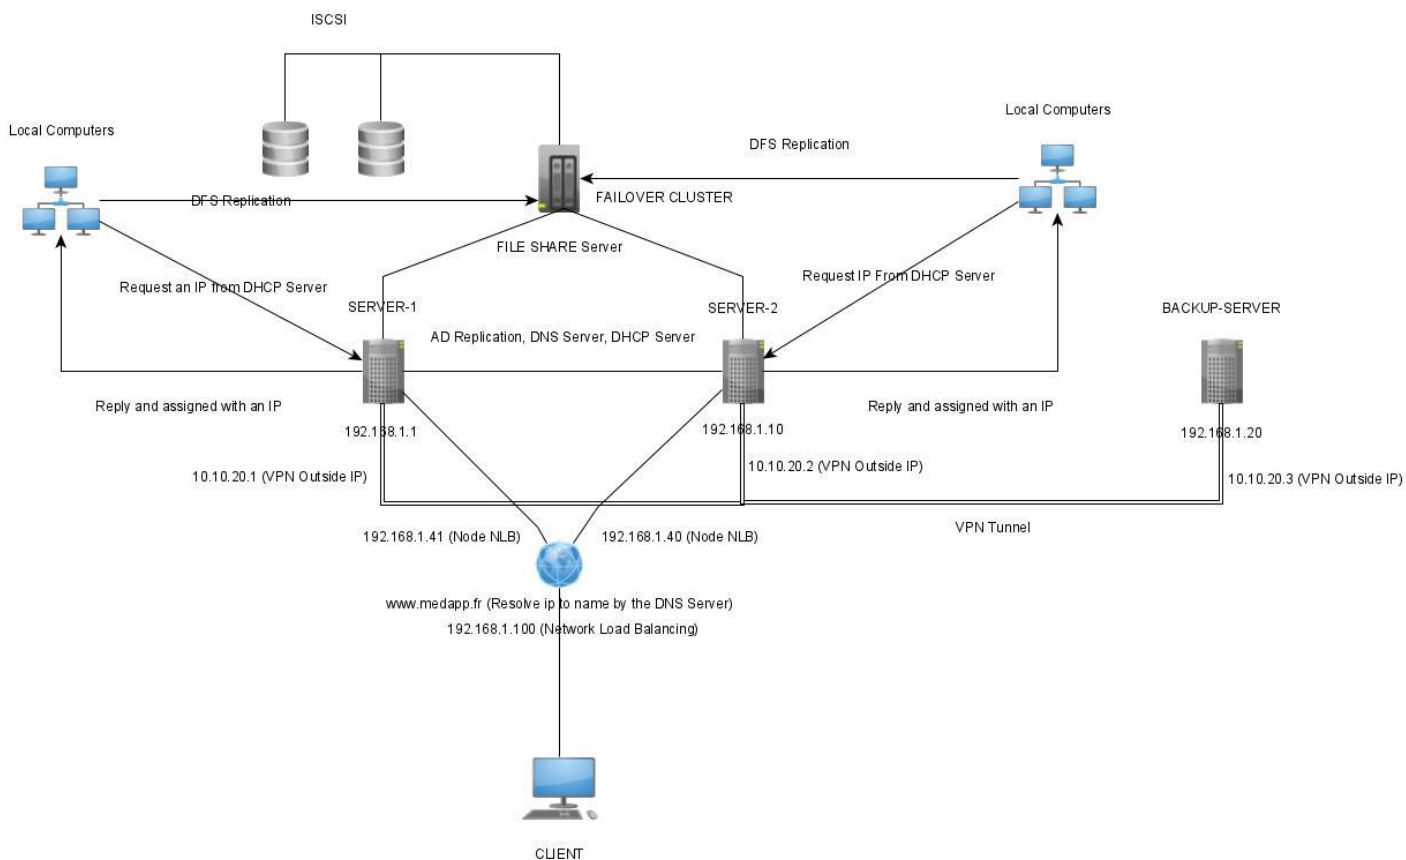 ISCSI
Local Computers
Local Computers
DFS Replication
DFS Replication
FAILOVER CLUSTER
FILE SHARE Server
Request an IP from DHCP Server
Request IP From DHCP Server
SERVER-1
SERVER-2
BACKUP-SERVER
AD Replication, DNS Server, DHCP Server
Reply and assigned with an IP
Reply and assigned with an IP
192.168.1.1
192.168.1.10
192.168.1.20
10.10.20.1 (VPN Outside IP)
10.10.20.2 (VPN Outside IP)
10.10.20.3 (VPN Outside IP)
VPN Tunnel
192.168.1.41 (Node NLB)
192.168.1.40 (Node NLB)
www.medapp.fr (Resolve ip to name by the DNS Server)
192.168.1.100 (Network Load Balancing)
CLIENT